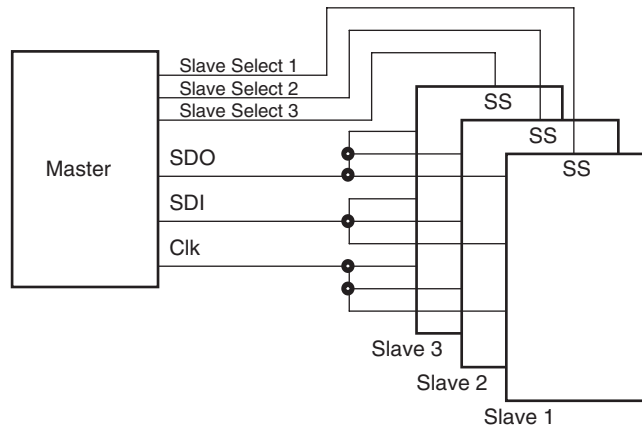 Slave Select 1
Slave Select 2
Slave Select 3
SS
SS
SS
SDO
Master
SDI
Clk
Slave 3
Slave 2
Slave 1